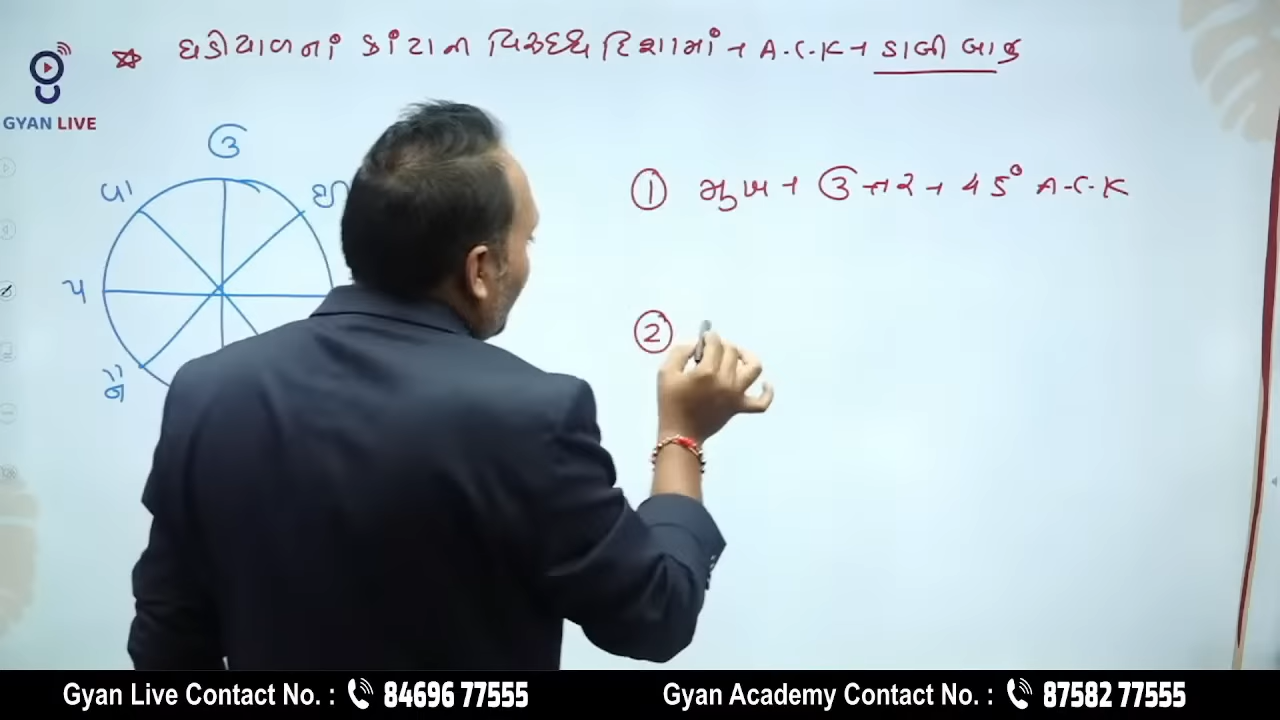 ☆ ઘડીયાળનાં કાંટાના વિરૂદ્ધ દિશામાં → A.C.K → ડાબી બાજુ
GYAN LIVE
ઉ
વા
ઈ
પ
નૈ
① મુખ → ઉત્તર → 45° A.C.K
②
Gyan Live Contact No. : 84696 77555
Gyan Academy Contact No. : 87582 77555